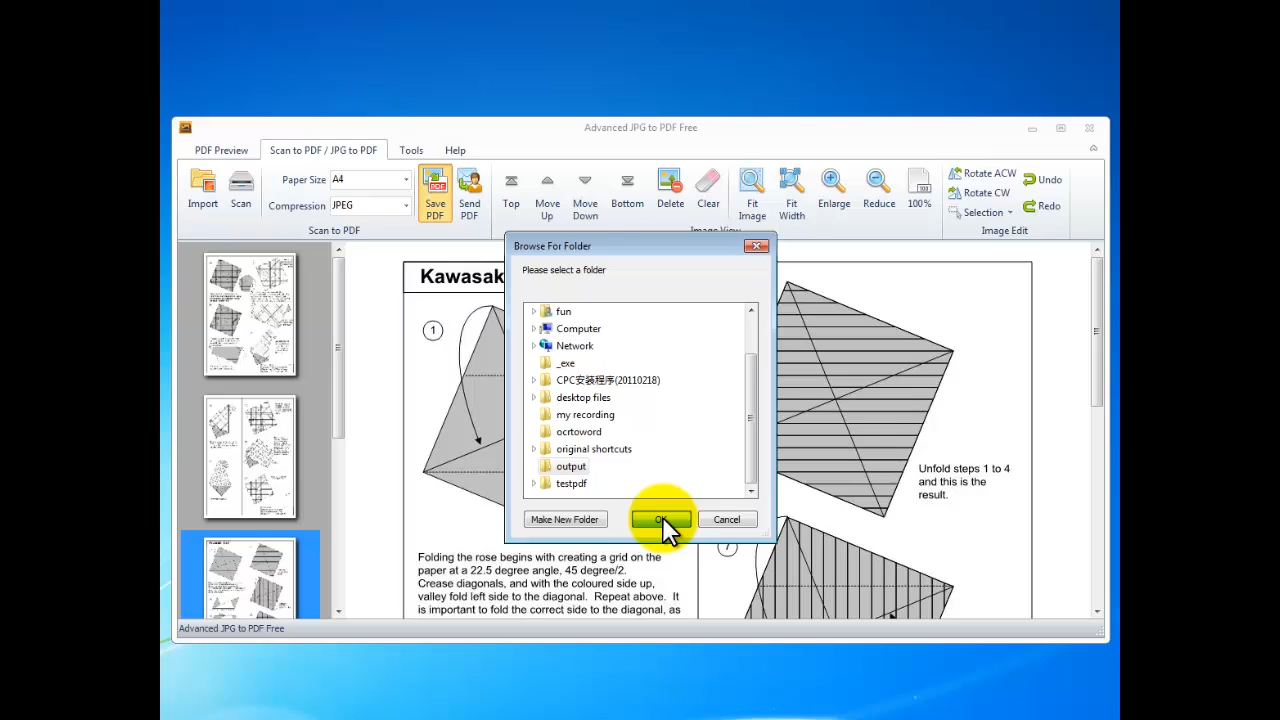 Advanced JPG to PDF Free
PDF Preview
Scan to PDF / JPG to PDF
Tools
Help
Import
Scan
Paper Size
A4
Compression
JPEG
Save
PDF
Send
PDF
Top
Move
Up
Move
Down
Bottom
Delete
Clear
Fit
Image
Fit
Width
Enlarge
Reduce
100
100%
Rotate ACW
Rotate CW
Selection
Undo
Redo
Scan to PDF
Image Edit
Browse For Folder
Please select a folder
fun
Computer
Network
_exe
CPC安装程序(20110218)
desktop files
my recording
ocrtoword
original shortcuts
output
testpdf
Make New Folder
OK
Cancel
Kawasak
1
Unfold steps 1 to 4
and this is the
result.
Folding the rose begins with creating a grid on the
paper at a 22.5 degree angle, 45 degree/2.
Crease diagonals, and with the coloured side up,
valley fold left side to the diagonal. Repeat above. It
is important to fold the correct side to the diagonal, as
Advanced JPG to PDF Free